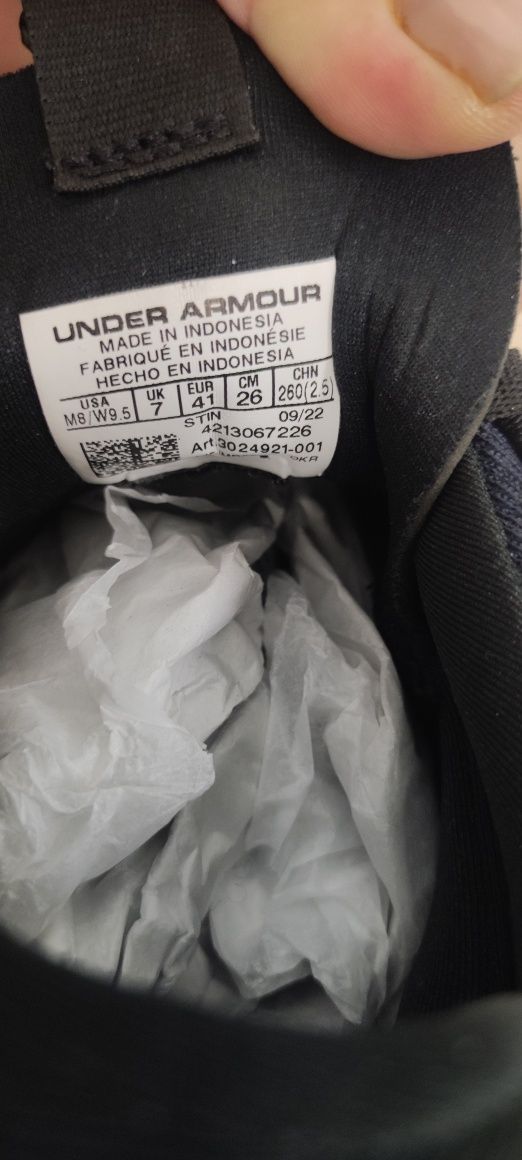 UNDER ARMOUR
MADE IN INDONESIA
FABRIQUÉ EN INDONÉSIE
HECHO EN INDONESIA
USA UK EUR CM CHN
M8/W9.5 7 41 26 260(2.5)
STIN 09/22
4213067226
Art.3024921-001